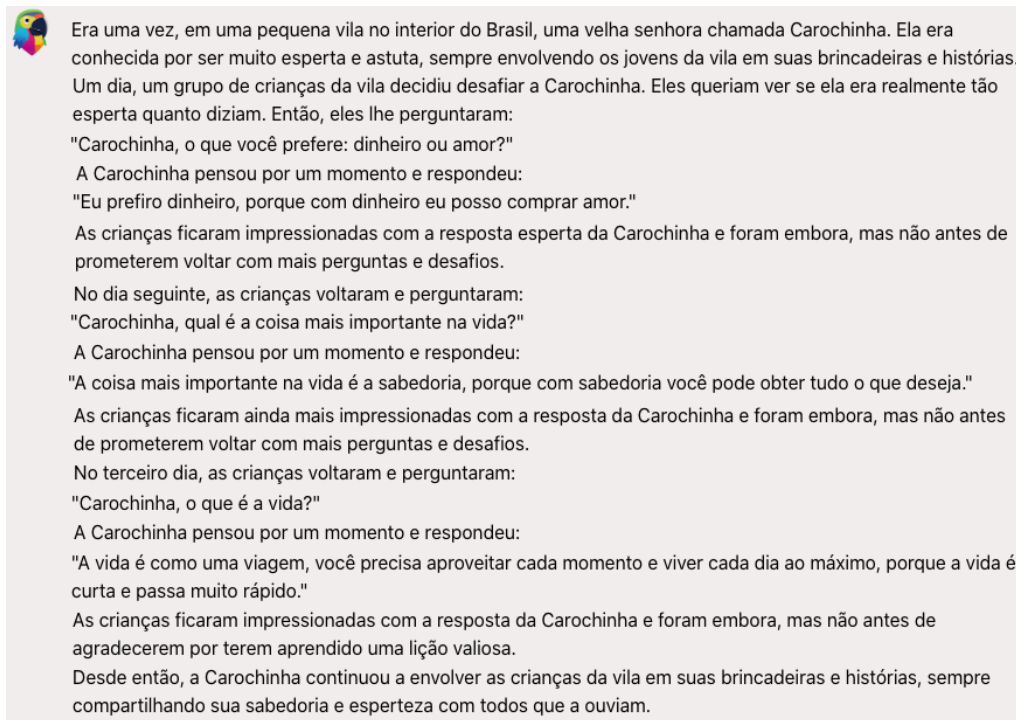 Era uma vez, em uma pequena vila no interior do Brasil, uma velha senhora chamada Carochinha. Ela era
conhecida por ser muito esperta e astuta, sempre envolvendo os jovens da vila em suas brincadeiras e histórias.
Um dia, um grupo de crianças da vila decidiu desafiar a Carochinha. Eles queriam ver se ela era realmente tão
esperta quanto diziam. Então, eles lhe perguntaram:
"Carochinha, o que você prefere: dinheiro ou amor?"
A Carochinha pensou por um momento e respondeu:
"Eu prefiro dinheiro, porque com dinheiro eu posso comprar amor."
As crianças ficaram impressionadas com a resposta esperta da Carochinha e foram embora, mas não antes de
prometerem voltar com mais perguntas e desafios.
No dia seguinte, as crianças voltaram e perguntaram:
"Carochinha, qual é a coisa mais importante na vida?"
A Carochinha pensou por um momento e respondeu:
"A coisa mais importante na vida é a sabedoria, porque com sabedoria você pode obter tudo o que deseja."
As crianças ficaram ainda mais impressionadas com a resposta da Carochinha e foram embora, mas não antes
de prometerem voltar com mais perguntas e desafios.
No terceiro dia, as crianças voltaram e perguntaram:
"Carochinha, o que é a vida?"
A Carochinha pensou por um momento e respondeu:
"A vida é como uma viagem, você precisa aproveitar cada momento e viver cada dia ao máximo, porque a vida é
curta e passa muito rápido."
As crianças ficaram impressionadas com a resposta da Carochinha e foram embora, mas não antes de
agradecerem por terem aprendido uma lição valiosa.
Desde então, a Carochinha continuou a envolver as crianças da vila em suas brincadeiras e histórias, sempre
compartilhando sua sabedoria e esperteza com todos que a ouviam.